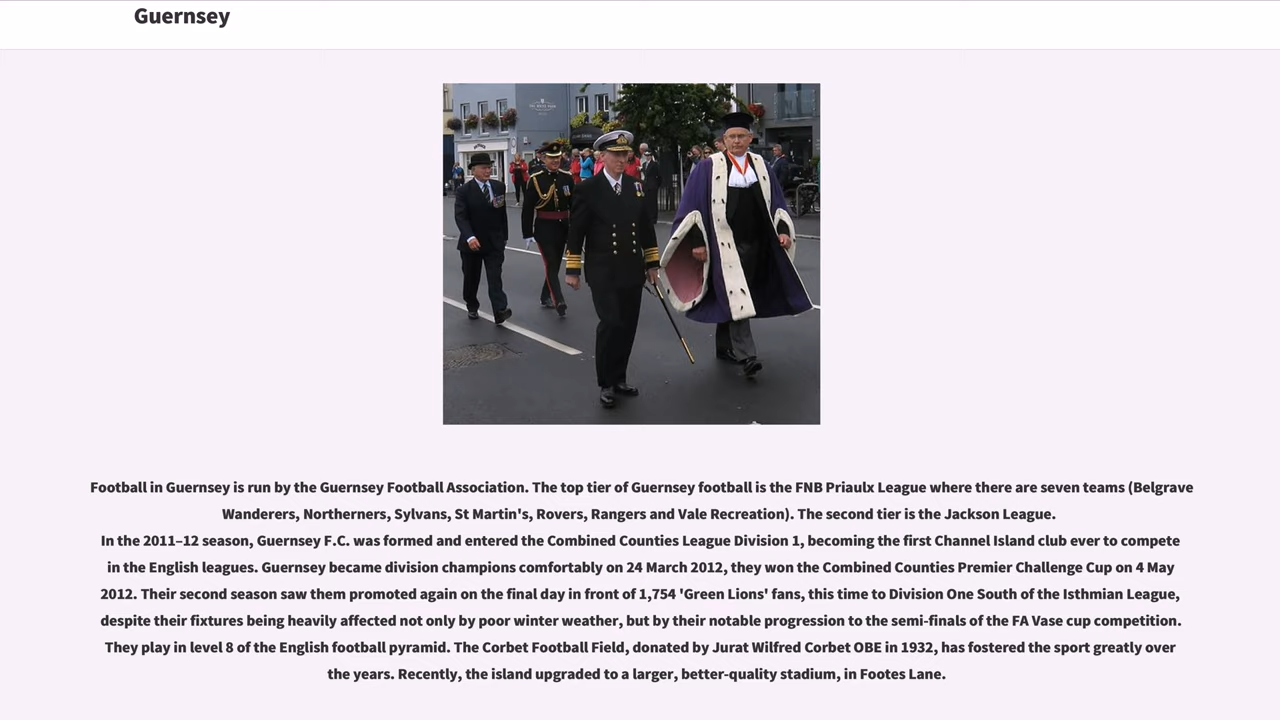 Guernsey
Football in Guernsey is run by the Guernsey Football Association. The top tier of Guernsey football is the FNB Priaulx League where there are seven teams (Belgrave
Wanderers, Northerners, Sylvans, St Martin's, Rovers, Rangers and Vale Recreation). The second tier is the Jackson League.
In the 2011–12 season, Guernsey F.C. was formed and entered the Combined Counties League Division 1, becoming the first Channel Island club ever to compete
in the English leagues. Guernsey became division champions comfortably on 24 March 2012, they won the Combined Counties Premier Challenge Cup on 4 May
2012. Their second season saw them promoted again on the final day in front of 1,754 'Green Lions' fans, this time to Division One South of the Isthmian League,
despite their fixtures being heavily affected not only by poor winter weather, but by their notable progression to the semi-finals of the FA Vase cup competition.
They play in level 8 of the English football pyramid. The Corbet Football Field, donated by Jurat Wilfred Corbet OBE in 1932, has fostered the sport greatly over
the years. Recently, the island upgraded to a larger, better-quality stadium, in Footes Lane.